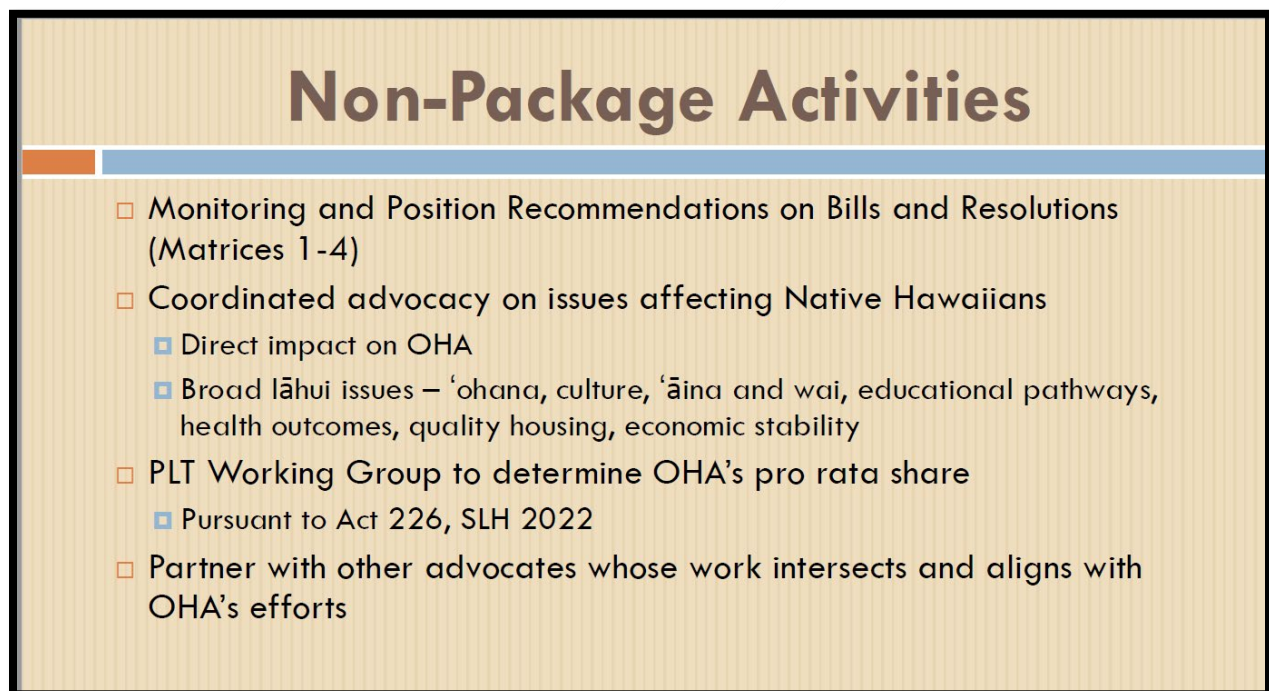 Non-Package Activities
Monitoring and Position Recommendations on Bills and Resolutions
(Matrices 1-4)
Coordinated advocacy on issues affecting Native Hawaiians
Direct impact on OHA
Broad lāhui issues – ʻohana, culture, ʻāina and wai, educational pathways,
health outcomes, quality housing, economic stability
PLT Working Group to determine OHA’s pro rata share
Pursuant to Act 226, SLH 2022
Partner with other advocates whose work intersects and aligns with
OHA’s efforts